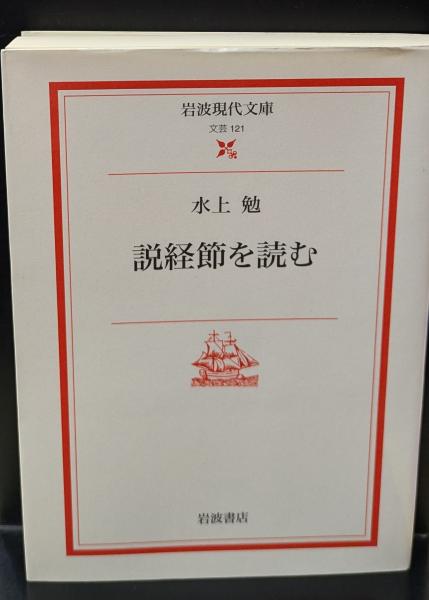 岩波現代文庫
文芸 121
水上 勉
説経節を読む
岩波書店